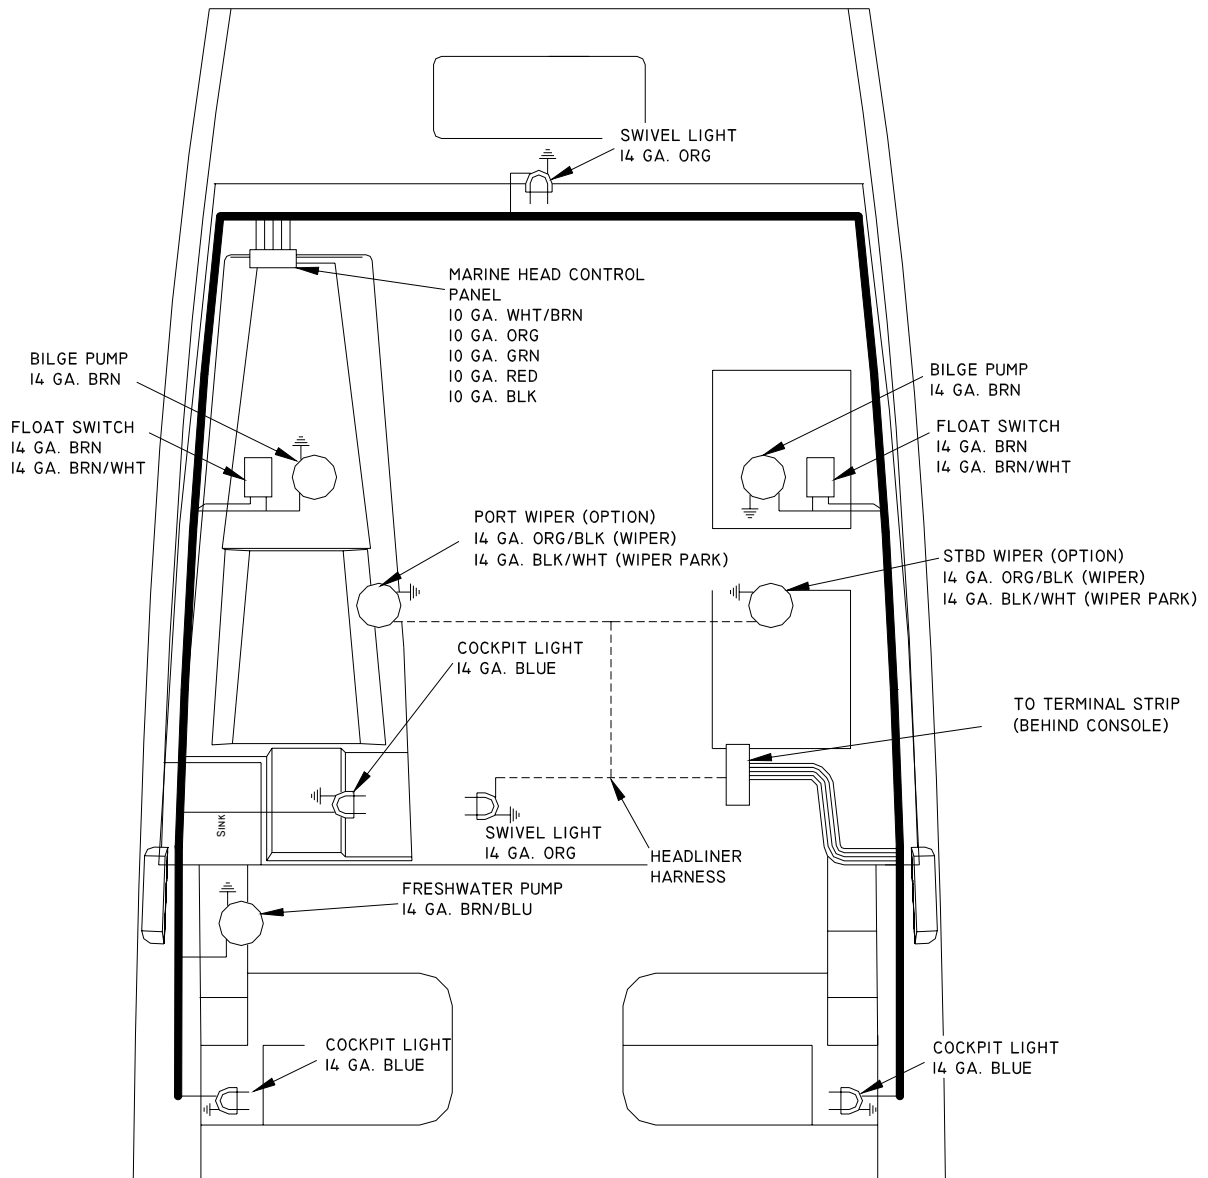 SWIVEL LIGHT
14 GA. ORG
MARINE HEAD CONTROL
PANEL
10 GA. WHT/BRN
10 GA. ORG
10 GA. GRN
10 GA. RED
10 GA. BLK
BILGE PUMP
14 GA. BRN
FLOAT SWITCH
14 GA. BRN
14 GA. BRN/WHT
BILGE PUMP
14 GA. BRN
FLOAT SWITCH
14 GA. BRN
14 GA. BRN/WHT
PORT WIPER (OPTION)
14 GA. ORG/BLK (WIPER)
14 GA. BLK/WHT (WIPER PARK)
STBD WIPER (OPTION)
14 GA. ORG/BLK (WIPER)
14 GA. BLK/WHT (WIPER PARK)
COCKPIT LIGHT
14 GA. BLUE
TO TERMINAL STRIP
(BEHIND CONSOLE)
SINK
SWIVEL LIGHT
14 GA. ORG
HEADLINER
HARNESS
FRESHWATER PUMP
14 GA. BRN/BLU
COCKPIT LIGHT
14 GA. BLUE
COCKPIT LIGHT
14 GA. BLUE